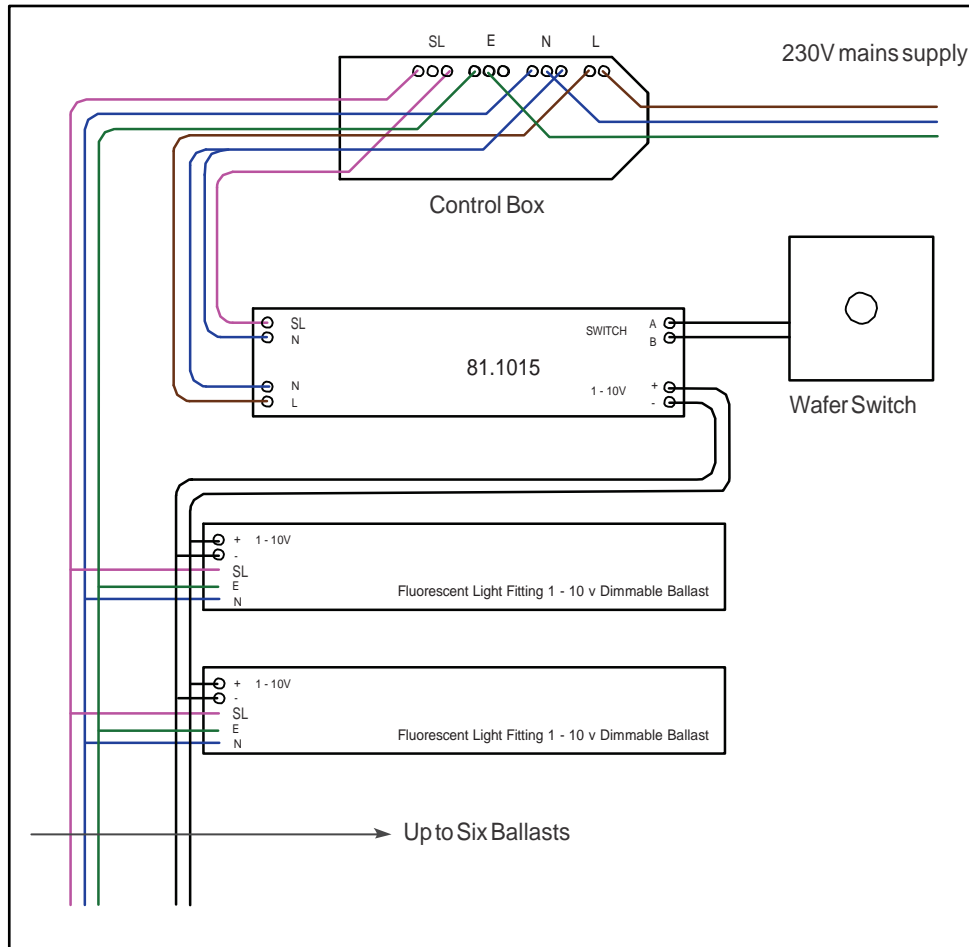 SL E N L
230V mains supply
Control Box
SL
N
SWITCH A
B
81.1015
N
L
1 - 10V +
-
Wafer Switch
+ 1 - 10V
-
SL
E
N
Fluorescent Light Fitting 1 - 10 v Dimmable Ballast
+ 1 - 10V
-
SL
E
N
Fluorescent Light Fitting 1 - 10 v Dimmable Ballast
Up to Six Ballasts